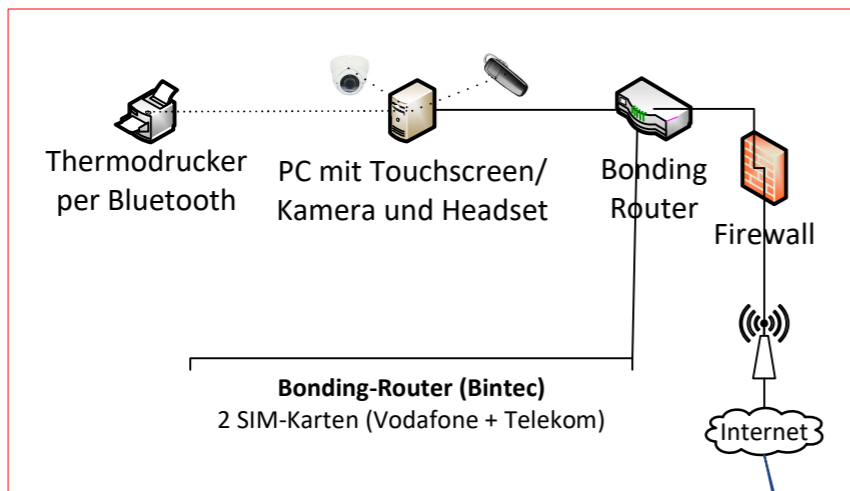 Thermodrucker
per Bluetooth
PC mit Touchscreen/
Kamera und Headset
Bonding
Router
Firewall
Bonding-Router (Bintec)
2 SIM-Karten (Vodafone + Telekom)
Internet